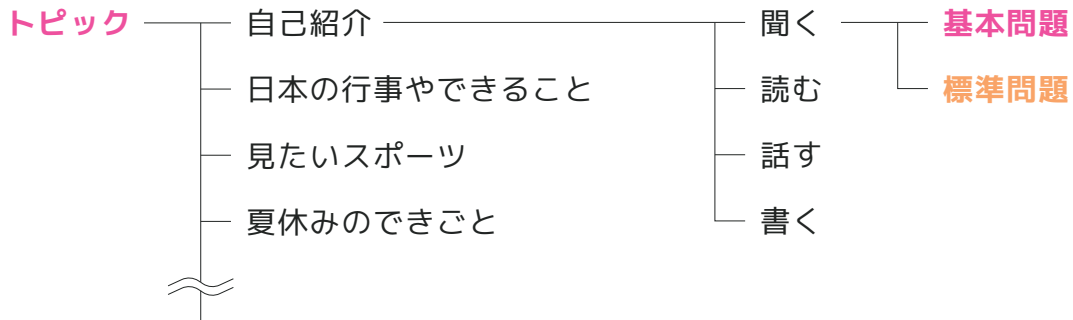 トピック 自己紹介 聞く 基本問題
日本の行事やできること 読む 標準問題
見たいスポーツ 話す
夏休みのできごと 書く